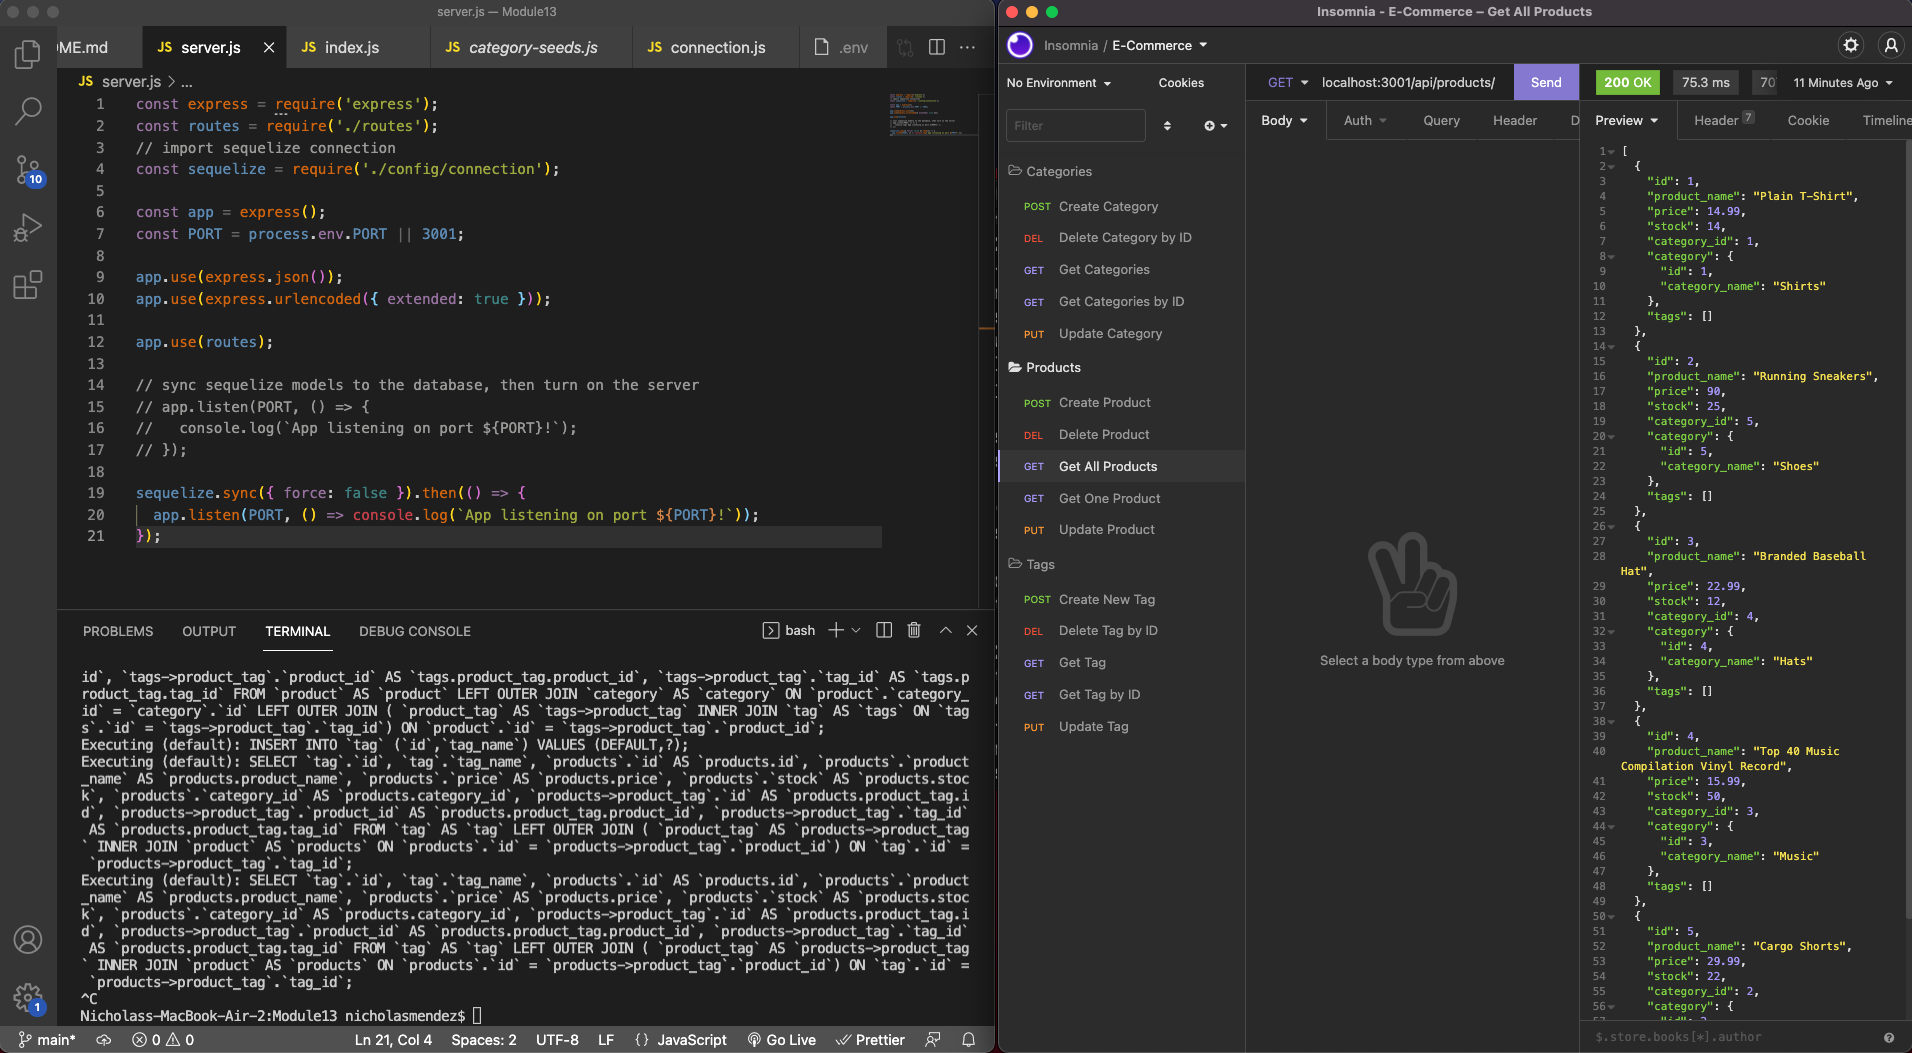 server.js — Module13
ME.md
JS server.js
JS index.js
JS category-seeds.js
JS connection.js
.env
JS server.js > ...
1 const express = require('express');
2 const routes = require('./routes');
3 // import sequelize connection
4 const sequelize = require('./config/connection');
5
6 const app = express();
7 const PORT = process.env.PORT || 3001;
8
9 app.use(express.json());
10 app.use(express.urlencoded({ extended: true }));
11
12 app.use(routes);
13
14 // sync sequelize models to the database, then turn on the server
15 // app.listen(PORT, () => {
16 //   console.log(`App listening on port ${PORT}!`);
17 // });
18
19 sequelize.sync({ force: false }).then(() => {
20   app.listen(PORT, () => console.log(`App listening on port ${PORT}!`));
21 });
10
1
PROBLEMS OUTPUT TERMINAL DEBUG CONSOLE
bash
id`, `tags->product_tag`.`product_id` AS `tags.product_tag.product_id`, `tags->product_tag`.`tag_id` AS `tags.p
roduct_tag.tag_id` FROM `product` AS `product` LEFT OUTER JOIN `category` AS `category` ON `product`.`category_
id` = `category`.`id` LEFT OUTER JOIN ( `product_tag` AS `tags->product_tag` INNER JOIN `tag` AS `tags` ON `tag
s`.`id` = `tags->product_tag`.`tag_id`) ON `product`.`id` = `tags->product_tag`.`product_id`;
Executing (default): INSERT INTO `tag` (`id`,`tag_name`) VALUES (DEFAULT,?);
Executing (default): SELECT `tag`.`id`, `tag`.`tag_name`, `products`.`id` AS `products.id`, `products`.`product
_name` AS `products.product_name`, `products`.`price` AS `products.price`, `products`.`stock` AS `products.stoc
k`, `products`.`category_id` AS `products.category_id`, `products->product_tag`.`id` AS `products.product_tag.i
d`, `products->product_tag`.`product_id` AS `products.product_tag.product_id`, `products->product_tag`.`tag_id`
 AS `products.product_tag.tag_id` FROM `tag` AS `tag` LEFT OUTER JOIN ( `product_tag` AS `products->product_tag
` INNER JOIN `product` AS `products` ON `products`.`id` = `products->product_tag`.`product_id`) ON `tag`.`id` =
 `products->product_tag`.`tag_id`;
Executing (default): SELECT `tag`.`id`, `tag`.`tag_name`, `products`.`id` AS `products.id`, `products`.`product
_name` AS `products.product_name`, `products`.`price` AS `products.price`, `products`.`stock` AS `products.stoc
k`, `products`.`category_id` AS `products.category_id`, `products->product_tag`.`id` AS `products.product_tag.i
d`, `products->product_tag`.`product_id` AS `products.product_tag.product_id`, `products->product_tag`.`tag_id`
 AS `products.product_tag.tag_id` FROM `tag` AS `tag` LEFT OUTER JOIN ( `product_tag` AS `products->product_tag
` INNER JOIN `product` AS `products` ON `products`.`id` = `products->product_tag`.`product_id`) ON `tag`.`id` =
 `products->product_tag`.`tag_id`;
^C
Nicholass-MacBook-Air-2:Module13 nicholasmendez$
main* 0 0 Ln 21, Col 4 Spaces: 2 UTF-8 LF {} JavaScript Go Live Prettier
Insomnia - E-Commerce – Get All Products
Insomnia / E-Commerce
No Environment Cookies
Filter
Categories
POST Create Category
DEL Delete Category by ID
GET Get Categories
GET Get Categories by ID
PUT Update Category
Products
POST Create Product
DEL Delete Product
GET Get All Products
GET Get One Product
PUT Update Product
Tags
POST Create New Tag
DEL Delete Tag by ID
GET Get Tag
GET Get Tag by ID
PUT Update Tag
GET localhost:3001/api/products/ Send
Body Auth Query Header D
Select a body type from above
200 OK 75.3 ms 70 11 Minutes Ago
Preview Header 7 Cookie Timeline
1 [
2 {
3 "id": 1,
4 "product_name": "Plain T-Shirt",
5 "price": 14.99,
6 "stock": 14,
7 "category_id": 1,
8 "category": {
9 "id": 1,
10 "category_name": "Shirts"
11 },
12 "tags": []
13 },
14 {
15 "id": 2,
16 "product_name": "Running Sneakers",
17 "price": 90,
18 "stock": 25,
19 "category_id": 5,
20 "category": {
21 "id": 5,
22 "category_name": "Shoes"
23 },
24 "tags": []
25 },
26 {
27 "id": 3,
28 "product_name": "Branded Baseball
Hat",
29 "price": 22.99,
30 "stock": 12,
31 "category_id": 4,
32 "category": {
33 "id": 4,
34 "category_name": "Hats"
35 },
36 "tags": []
37 },
38 {
39 "id": 4,
40 "product_name": "Top 40 Music
Compilation Vinyl Record",
41 "price": 15.99,
42 "stock": 50,
43 "category_id": 3,
44 "category": {
45 "id": 3,
46 "category_name": "Music"
47 },
48 "tags": []
49 },
50 {
51 "id": 5,
52 "product_name": "Cargo Shorts",
53 "price": 29.99,
54 "stock": 22,
55 "category_id": 2,
56 "category": {
$.store.books[*].author